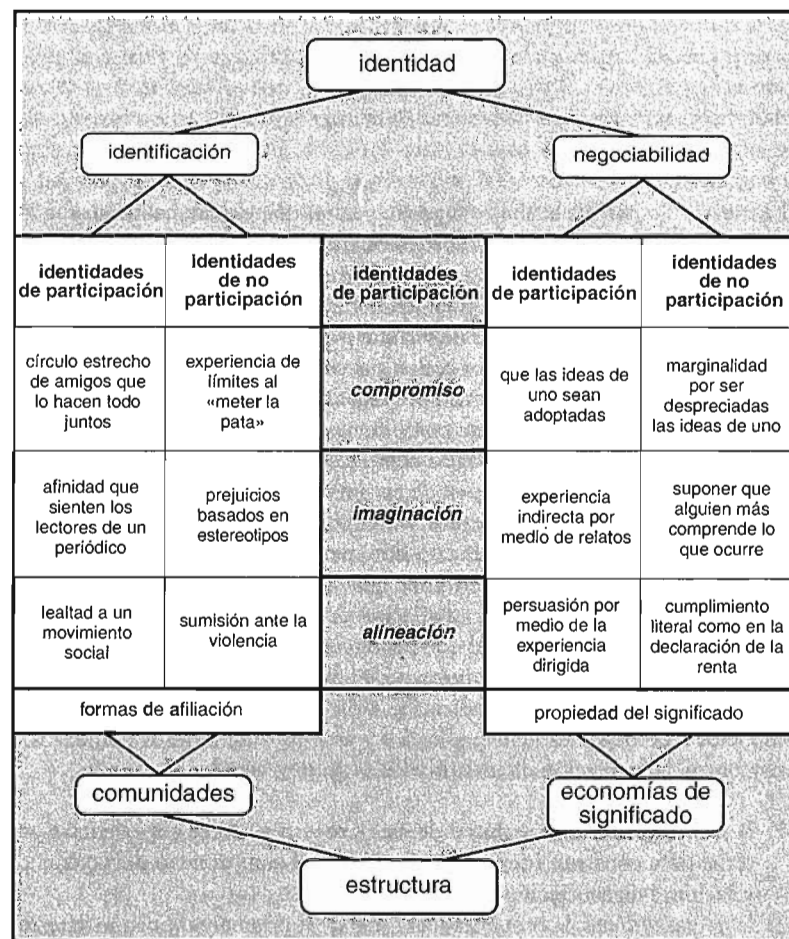 identidad
identificación
negociabilidad
identidades
de participación
identidades
de no
participación
identidades
de participación
identidades
de participación
identidades
de no
participación
círculo estrecho
de amigos que
lo hacen todo
juntos
experiencia de
límites al
«meter la
pata»
compromiso
que las ideas de
uno sean
adoptadas
marginalidad
por ser
despreciadas
las ideas de uno
afinidad que
sienten los
lectores de un
periódico
prejuicios
basados en
estereotipos
imaginación
experiencia
indirecta por
medio de relatos
suponer que
alguien más
comprende lo
que ocurre
lealtad a un
movimiento
social
sumisión ante la
violencia
alineación
persuasión por
medio de la
experiencia
dirigida
cumplimiento
literal como en la
declaración de la
renta
formas de afiliación
propiedad del significado
comunidades
economías de
significado
estructura